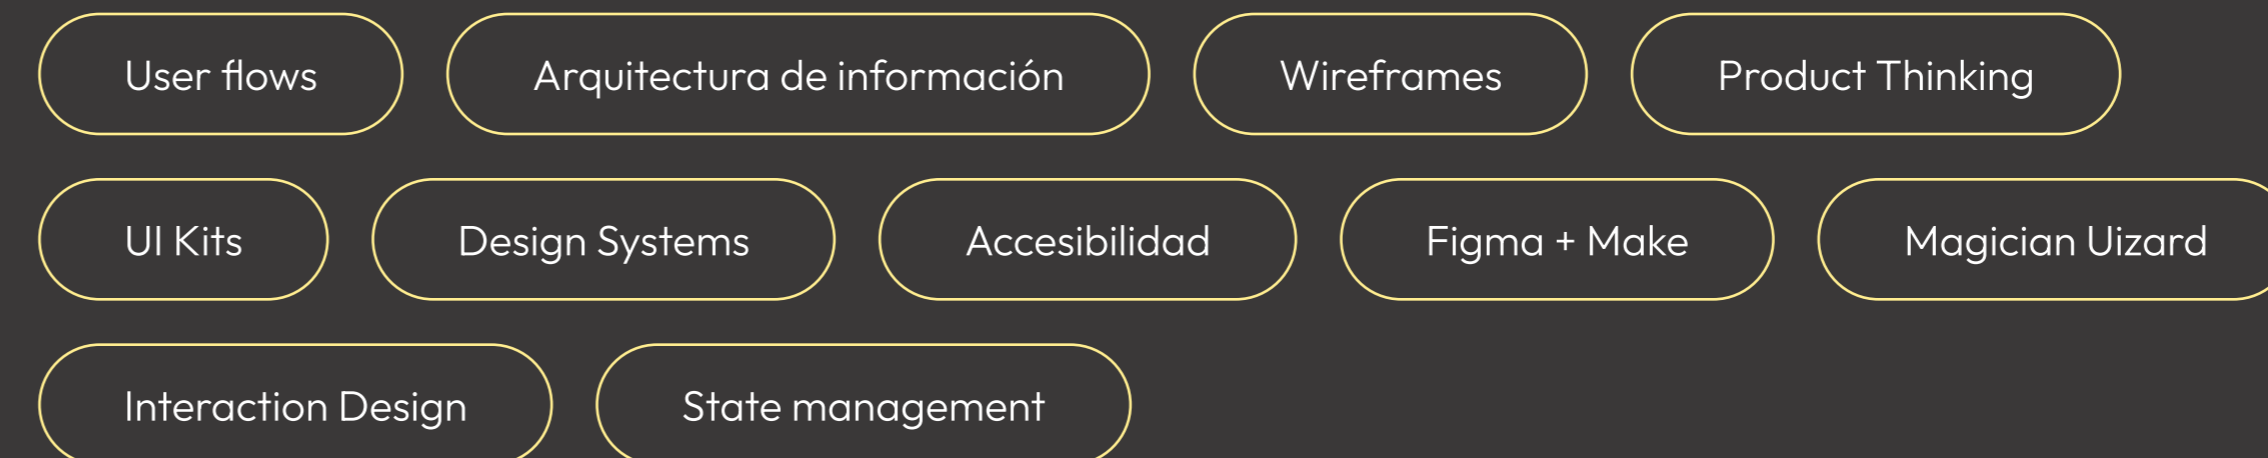 User flows
Arquitectura de información
Wireframes
Product Thinking
UI Kits
Design Systems
Accesibilidad
Figma + Make
Magician Uizard
Interaction Design
State management